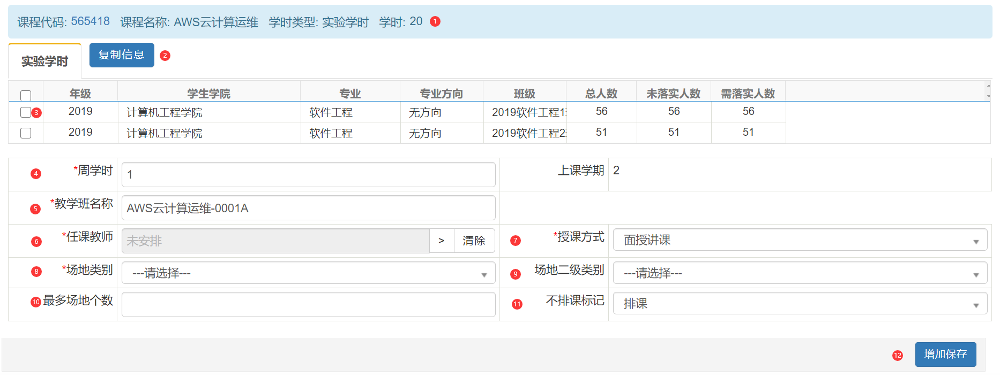 课程代码: 565418 课程名称: AWS云计算运维 学时类型: 实验学时 学时: 20 1
实验学时 复制信息 2
年级 学生学院 专业 专业方向 班级 总人数 未落实人数 需落实人数
3 2019 计算机工程学院 软件工程 无方向 2019软件工程1 56 56 56
2019 计算机工程学院 软件工程 无方向 2019软件工程2 51 51 51
4 *周学时 1 上课学期 2
5 *教学班名称 AWS云计算运维-0001A
6 *任课教师 未安排 > 清除 7 *授课方式 面授讲课
8 *场地类别 ---请选择--- 9 场地二级类别 ---请选择---
10 最多场地个数 11 不排课标记 排课
12 增加保存